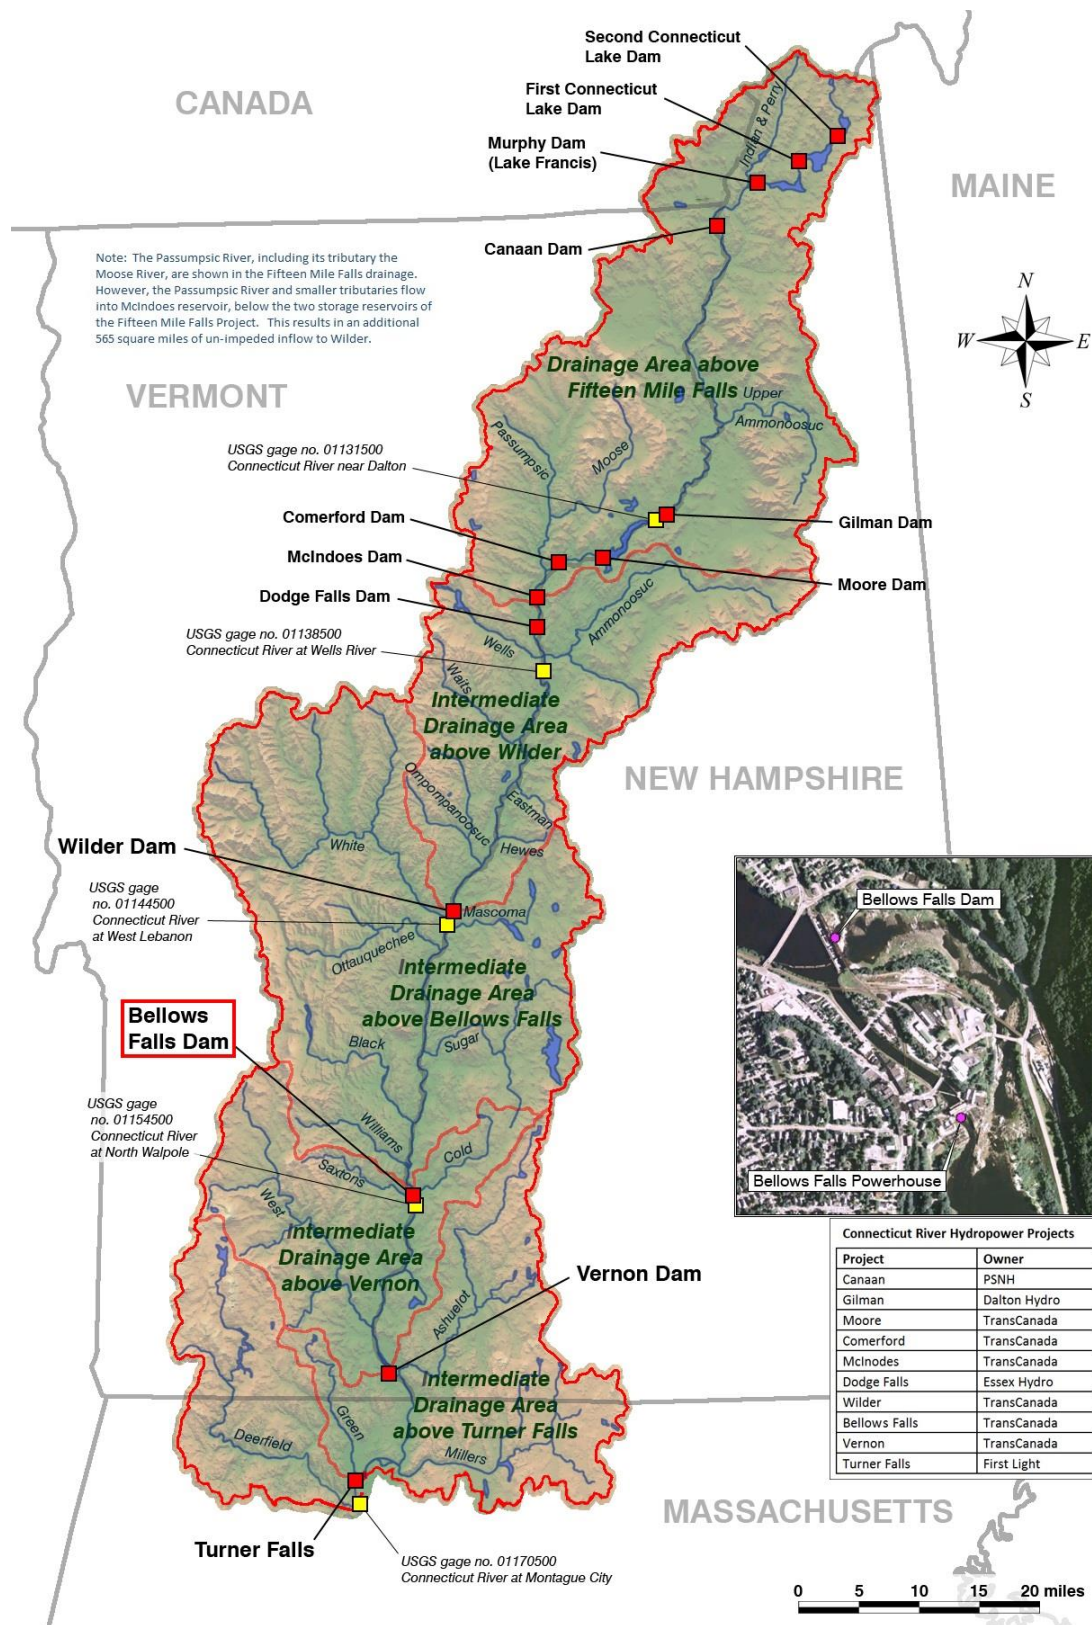 Second Connecticut
Lake Dam
First Connecticut
Lake Dam
Murphy Dam
(Lake Francis)
CANADA
Indian & Perry
MAINE
Canaan Dam
Note: The Passumpsic River, including its tributary the
Moose River, are shown in the Fifteen Mile Falls drainage.
However, the Passumpsic River and smaller tributaries flow
into McIndoes reservoir, below the two storage reservoirs of
the Fifteen Mile Falls Project. This results in an additional
565 square miles of un-impeded inflow to Wilder.
N
W
E
S
VERMONT
Drainage Area above
Fifteen Mile Falls
Upper
Ammonoosuc
Passumpsic
Moose
USGS gage no. 01131500
Connecticut River near Dalton
Comerford Dam
Gilman Dam
McIndoes Dam
Moore Dam
Dodge Falls Dam
Ammonoosuc
USGS gage no. 01138500
Connecticut River at Wells River
Wells
Waits
Intermediate
Drainage Area
above Wilder
NEW HAMPSHIRE
Ompompanoosuc
Eastman
Hewes
White
Wilder Dam
USGS gage
no. 01144500
Connecticut River
at West Lebanon
Mascoma
Ottauquechee
Intermediate
Drainage Area
above Bellows Falls
Bellows
Falls Dam
Black
Sugar
USGS gage
no. 01154500
Connecticut River
at North Walpole
Williams
Cold
Saxtons
West
Intermediate
Drainage Area
above Vernon
Vernon Dam
Ashuelot
Intermediate
Drainage Area
above Turner Falls
Green
Deerfield
Millers
Turner Falls
USGS gage no. 01170500
Connecticut River at Montague City
MASSACHUSETTS
Bellows Falls Dam
Bellows Falls Powerhouse
Connecticut River Hydropower Projects
Project Owner
Canaan PSNH
Gilman Dalton Hydro
Moore TransCanada
Comerford TransCanada
McInodes TransCanada
Dodge Falls Essex Hydro
Wilder TransCanada
Bellows Falls TransCanada
Vernon TransCanada
Turner Falls First Light
0 5 10 15 20 miles